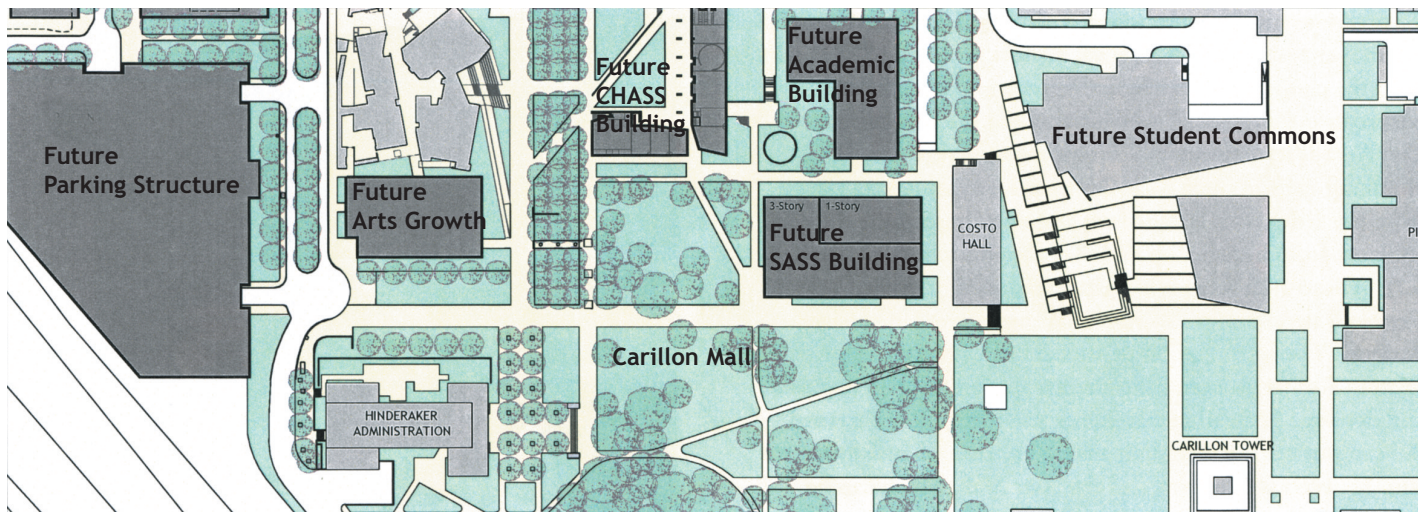 Future
Parking Structure
Future
Arts Growth
Future
CHASS
Building
Future
Academic
Building
Future Student Commons
3-Story
1-Story
Future
SASS Building
COSTO
HALL
Carillon Mall
HINDERAKER
ADMINISTRATION
CARILLON TOWER
PI